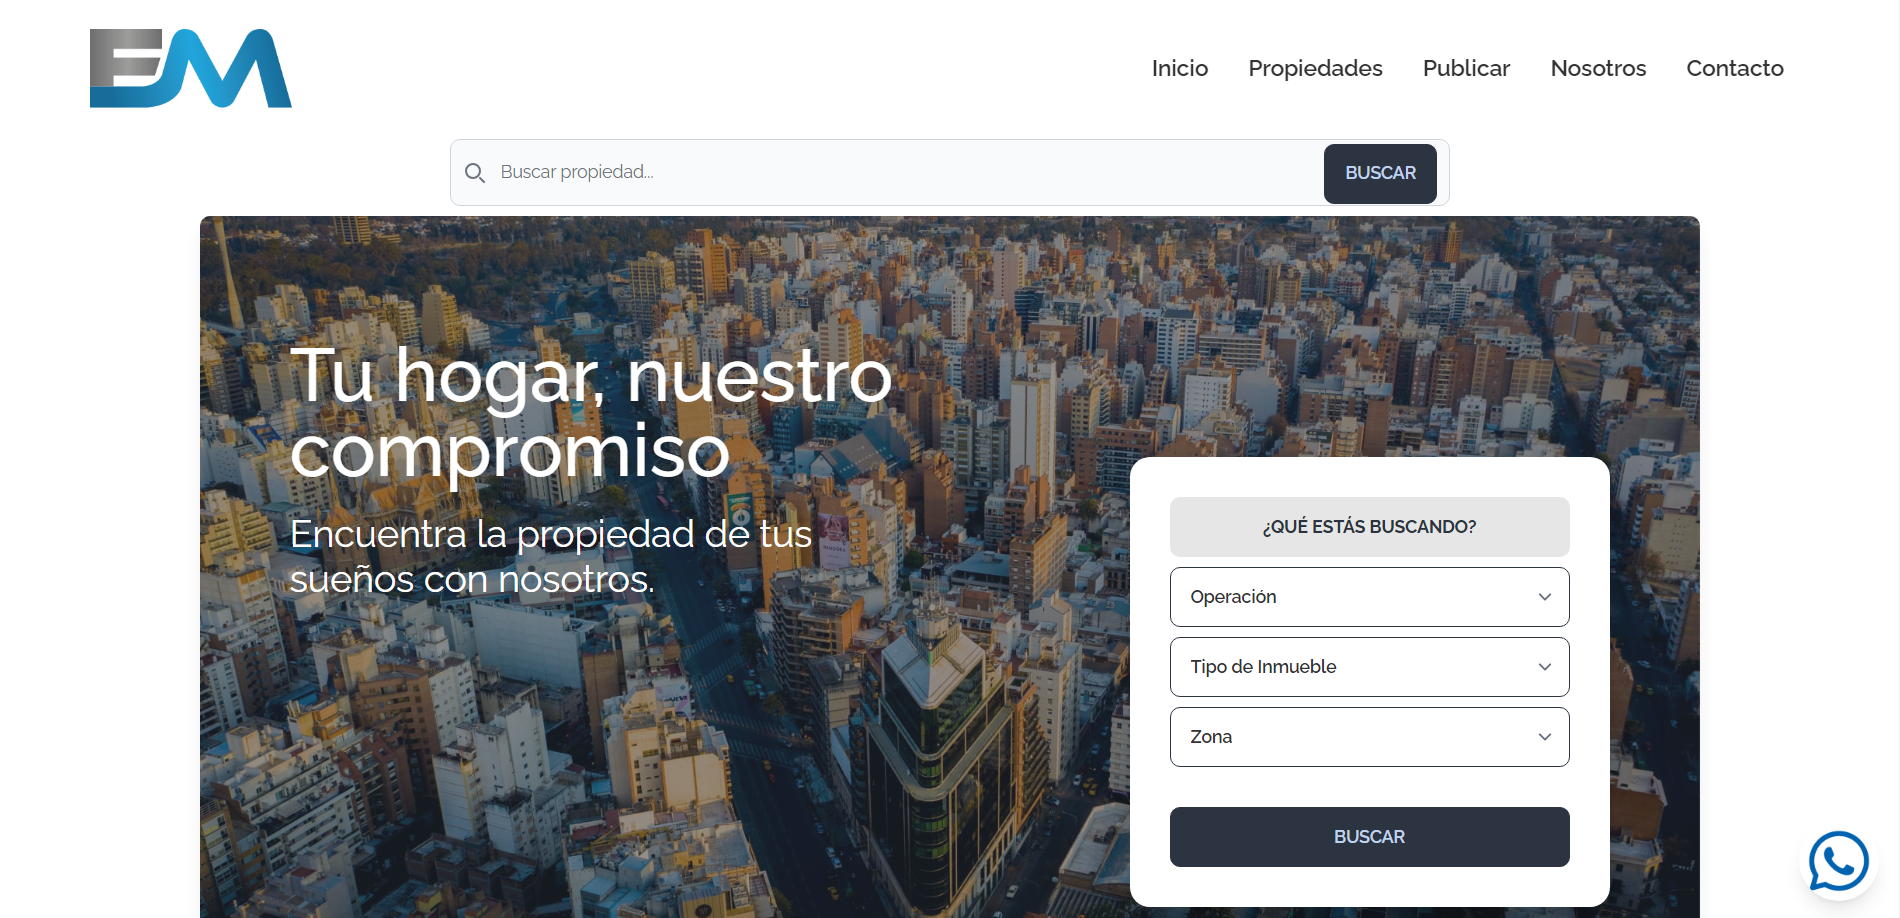 EM
Inicio Propiedades Publicar Nosotros Contacto
Buscar propiedad...
BUSCAR
Tu hogar, nuestro
compromiso
Encuentra la propiedad de tus
sueños con nosotros.
¿QUÉ ESTÁS BUSCANDO?
Operación
Tipo de Inmueble
Zona
BUSCAR